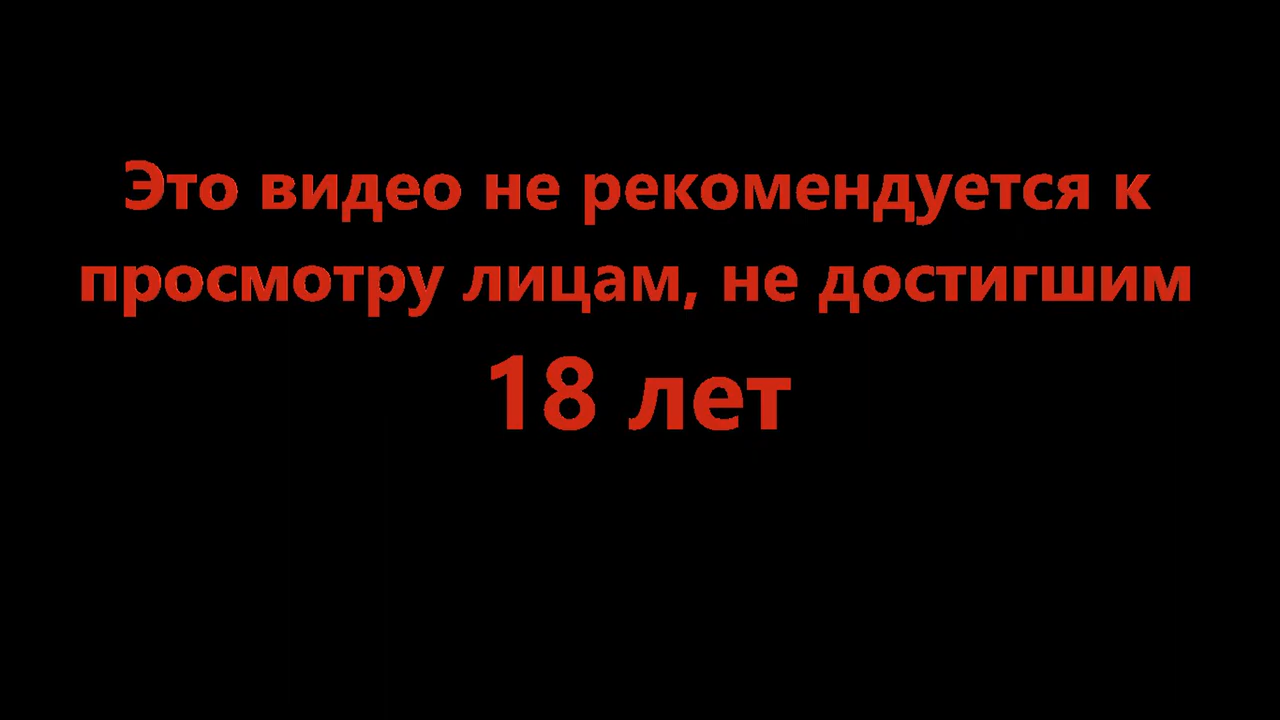 Это видео не рекомендуется к
просмотру лицам, не достигшим
18 лет